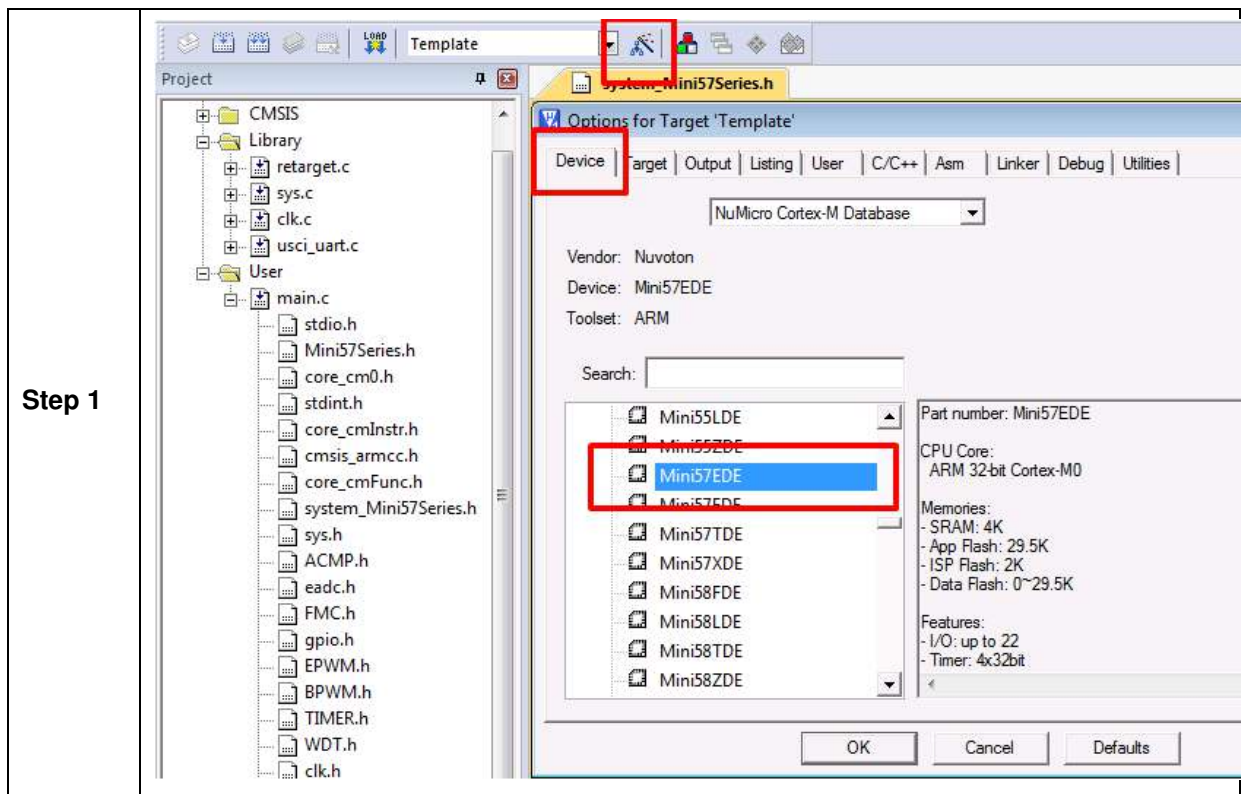 Step 1
LOAD
Template
Project
CMSIS
Library
retarget.c
sys.c
clk.c
usci_uart.c
User
main.c
stdio.h
Mini57Series.h
core_cm0.h
stdint.h
core_cmInstr.h
cmsis_armcc.h
core_cmFunc.h
system_Mini57Series.h
sys.h
ACMP.h
eadc.h
FMC.h
gpio.h
EPWM.h
BPWM.h
TIMER.h
WDT.h
clk.h
system_Mini57Series.h
Options for Target 'Template'
Device Target Output Listing User C/C++ Asm Linker Debug Utilities
NuMicro Cortex-M Database
Vendor: Nuvoton
Device: Mini57EDE
Toolset: ARM
Search:
Mini55LDE
Mini55ZDE
Mini57EDE
Mini57FDE
Mini57TDE
Mini57XDE
Mini58FDE
Mini58LDE
Mini58TDE
Mini58ZDE
Part number: Mini57EDE
CPU Core:
ARM 32-bit Cortex-M0
Memories:
- SRAM: 4K
- App Flash: 29.5K
- ISP Flash: 2K
- Data Flash: 0~29.5K
Features:
- I/O: up to 22
- Timer: 4x32bit
OK Cancel Defaults